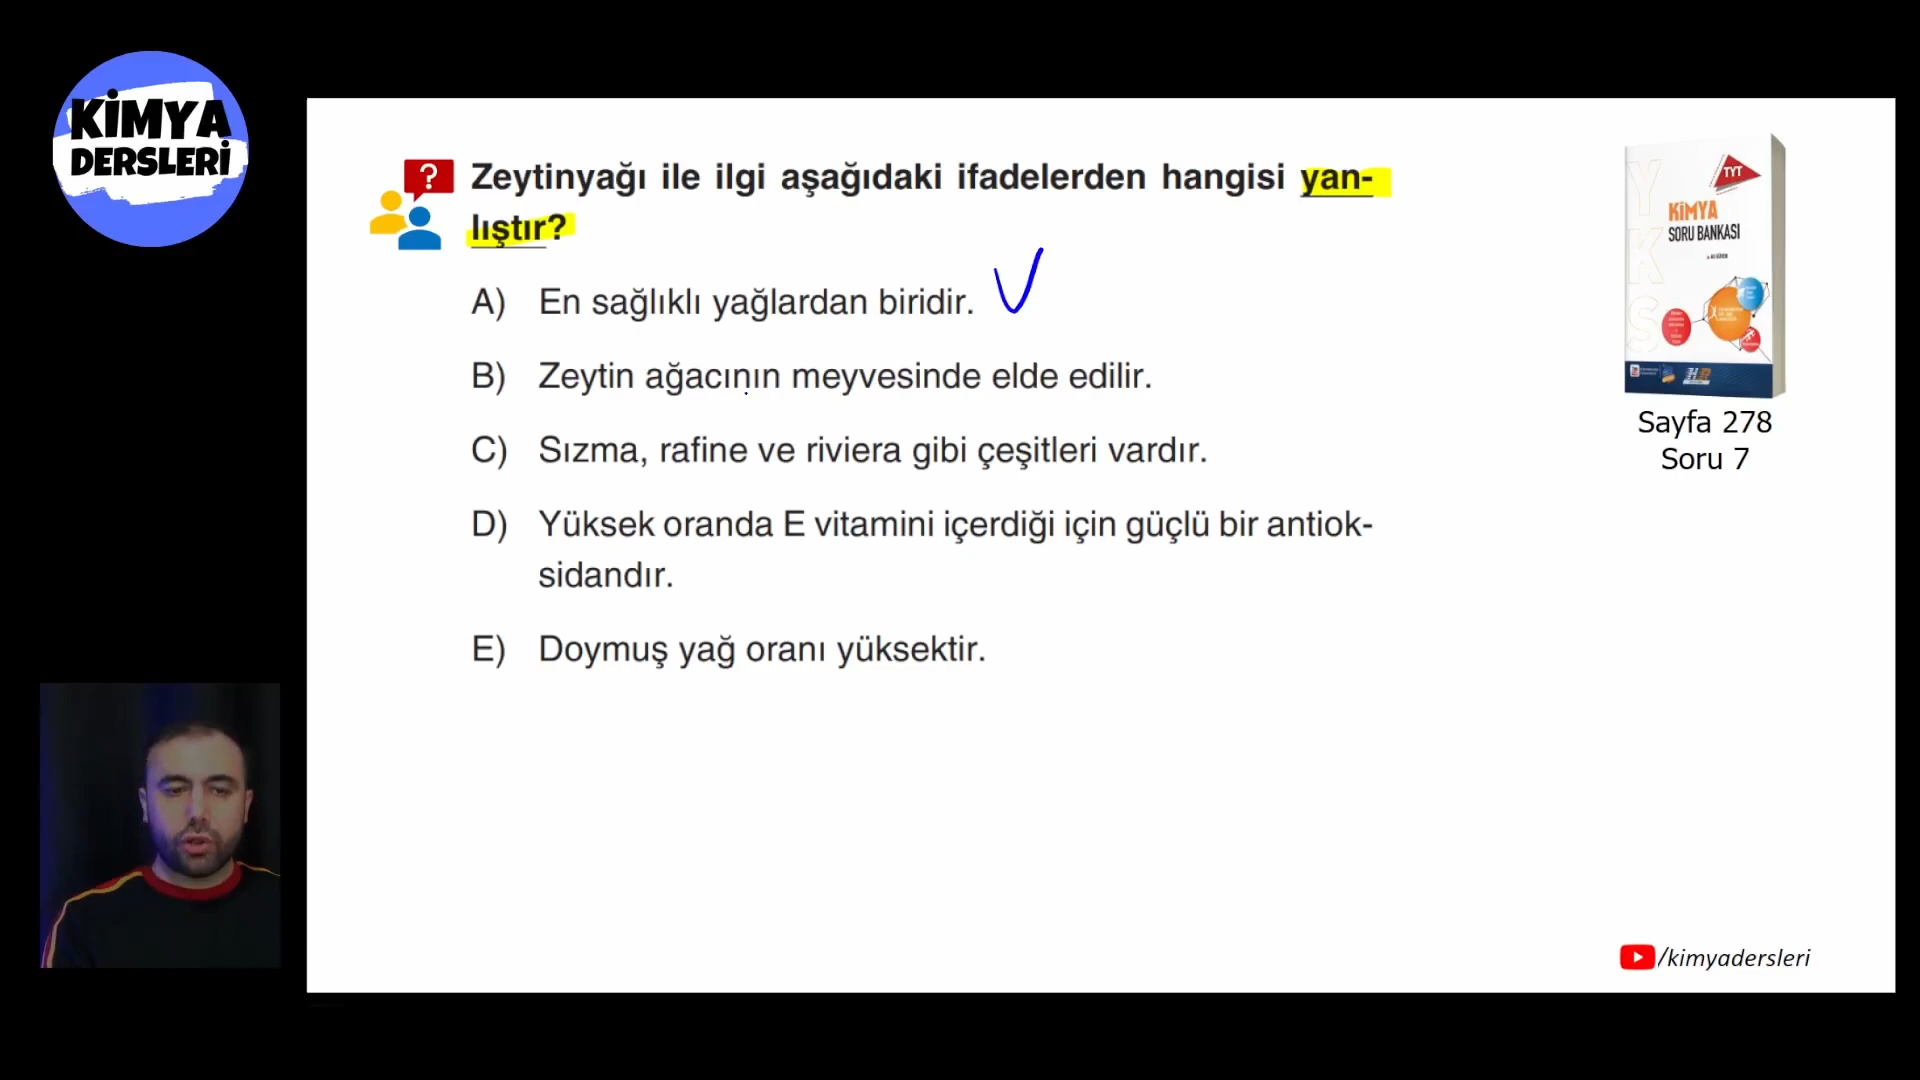 KİMYA
DERSLERİ
? Zeytinyağı ile ilgi aşağıdaki ifadelerden hangisi yan-
lıştır?
A) En sağlıklı yağlardan biridir.
B) Zeytin ağacının meyvesinde elde edilir.
C) Sızma, rafine ve riviera gibi çeşitleri vardır.
D) Yüksek oranda E vitamini içerdiği için güçlü bir antiok-
sidandır.
E) Doymuş yağ oranı yüksektir.
YKS
TYT
KİMYA
SORU BANKASI
Sayfa 278
Soru 7
/kimyadersleri